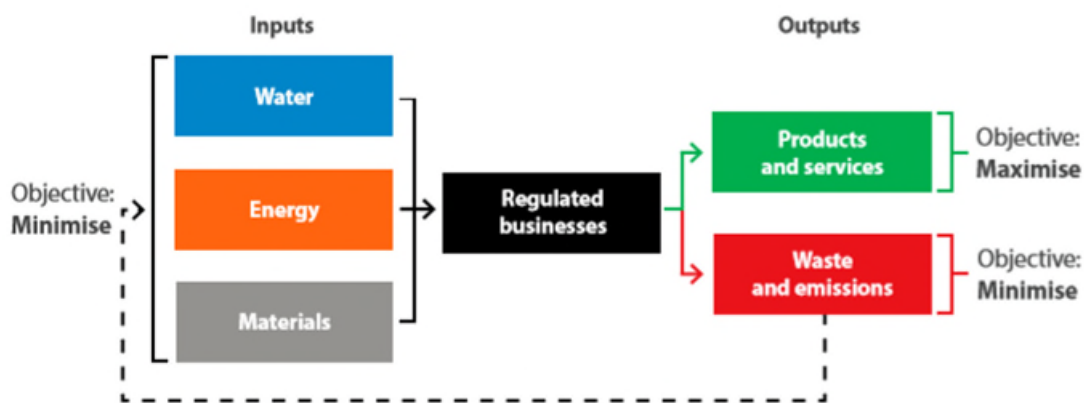 Inputs
Outputs
Water
Energy
Materials
Objective:
Minimise
Regulated
businesses
Products
and services
Waste
and emissions
Objective:
Maximise
Objective:
Minimise